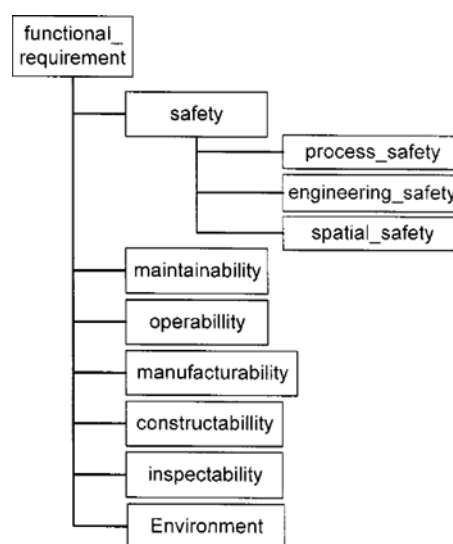 functional_
requirement
safety
process_safety
engineering_safety
spatial_safety
maintainability
operabillity
manufacturability
constructabillity
inspectability
Environment